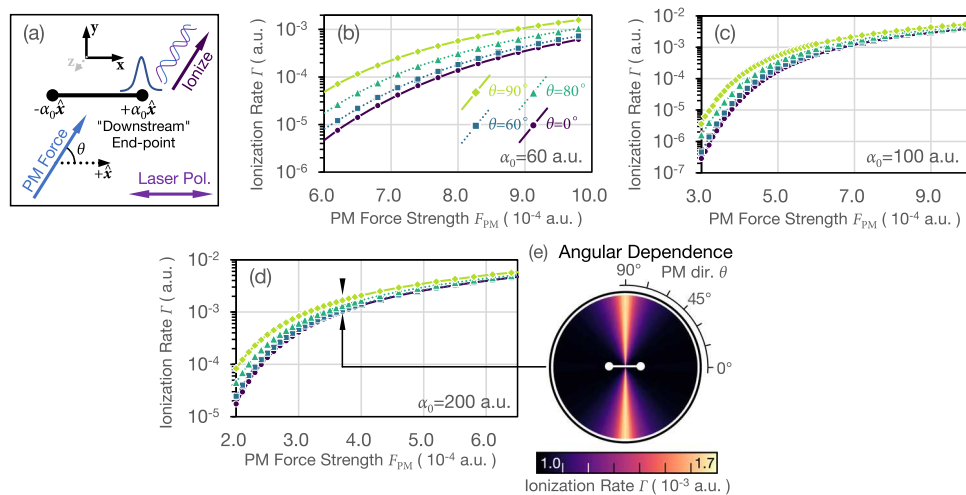 (a)
y
x
z
-α₀x̂
+α₀x̂
"Downstream"
End-point
Ionize
PM Force
θ
+x̂
Laser Pol.
(b)
Ionization Rate Γ ( a.u. )
10⁻²
10⁻³
10⁻⁴
10⁻⁵
10⁻⁶
θ=90°
θ=80°
θ=60°
θ=0°
α₀=60 a.u.
6.0 7.0 8.0 9.0 10.0
PM Force Strength F_PM ( 10⁻⁴ a.u. )
(c)
Ionization Rate Γ ( a.u. )
10⁻²
10⁻³
10⁻⁴
10⁻⁵
10⁻⁶
10⁻⁷
α₀=100 a.u.
3.0 5.0 7.0 9.0
PM Force Strength F_PM ( 10⁻⁴ a.u. )
(d)
Ionization Rate Γ ( a.u. )
10⁻²
10⁻³
10⁻⁴
10⁻⁵
α₀=200 a.u.
2.0 3.0 4.0 5.0 6.0
PM Force Strength F_PM ( 10⁻⁴ a.u. )
(e) Angular Dependence
90° PM dir. θ
45°
0°
1.0 1.7
Ionization Rate Γ ( 10⁻³ a.u. )